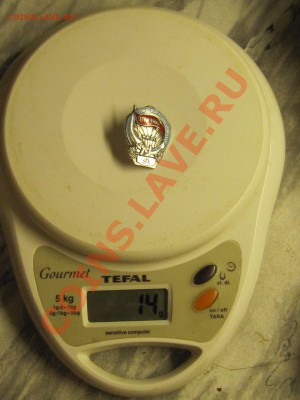 COINS.LAVE.RU
Gourmet TEFAL
5 kg
14 g
on / off
TARA
sensitive computer